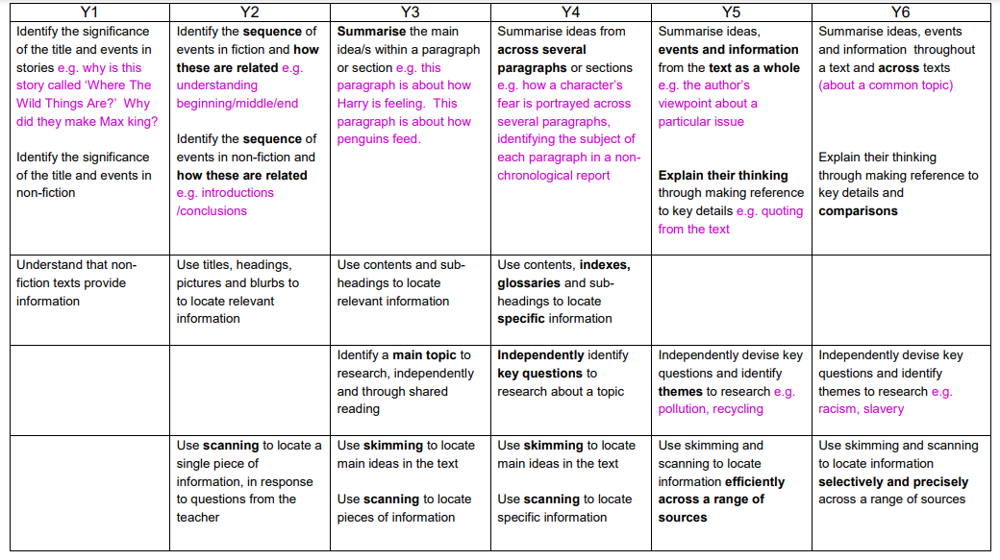 Y1
Y2
Y3
Y4
Y5
Y6
Identify the significance
of the title and events in
stories e.g. why is this
story called ‘Where The
Wild Things Are?’ Why
did they make Max king?
Identify the significance
of the title and events in
non-fiction
Identify the sequence of
events in fiction and how
these are related e.g.
understanding
beginning/middle/end
Identify the sequence of
events in non-fiction and
how these are related
e.g. introductions
/conclusions
Summarise the main
idea/s within a paragraph
or section e.g. this
paragraph is about how
Harry is feeling. This
paragraph is about how
penguins feed.
Summarise ideas from
across several
paragraphs or sections
e.g. how a character’s
fear is portrayed across
several paragraphs,
identifying the subject of
each paragraph in a non-
chronological report
Summarise ideas,
events and information
from the text as a whole
e.g. the author’s
viewpoint about a
particular issue
Explain their thinking
through making reference
to key details e.g. quoting
from the text
Summarise ideas, events
and information throughout
a text and across texts
(about a common topic)
Explain their thinking
through making reference to
key details and
comparisons
Understand that non-
fiction texts provide
information
Use titles, headings,
pictures and blurbs to
to locate relevant
information
Use contents and sub-
headings to locate
relevant information
Use contents, indexes,
glossaries and sub-
headings to locate
specific information
Identify a main topic to
research, independently
and through shared
reading
Independently identify
key questions to
research about a topic
Independently devise key
questions and identify
themes to research e.g.
pollution, recycling
Independently devise key
questions and identify
themes to research e.g.
racism, slavery
Use scanning to locate a
single piece of
information, in response
to questions from the
teacher
Use skimming to locate
main ideas in the text
Use scanning to locate
pieces of information
Use skimming to locate
main ideas in the text
Use scanning to locate
specific information
Use skimming and
scanning to locate
information efficiently
across a range of
sources
Use skimming and scanning
to locate information
selectively and precisely
across a range of sources